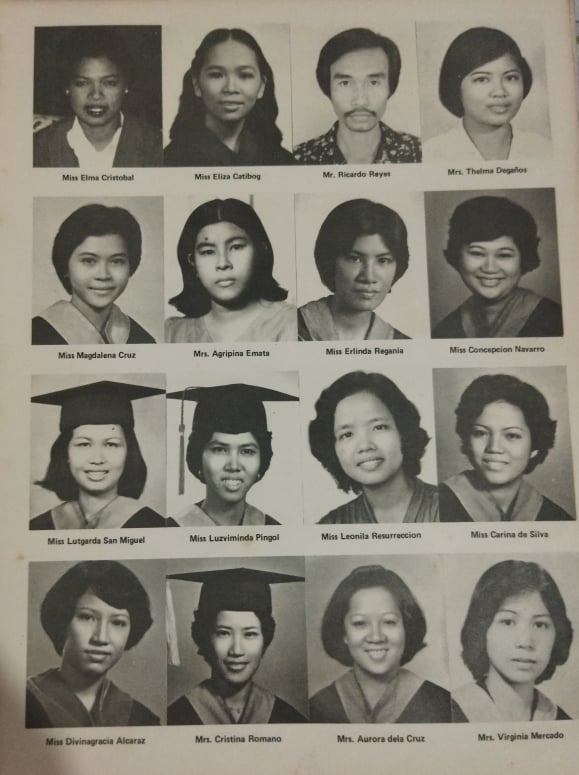 Miss Elma Cristobal
Miss Eliza Catibog
Mr. Ricardo Reyes
Mrs. Thelma Degaños
Miss Magdalena Cruz
Mrs. Agripina Emata
Miss Erlinda Regania
Miss Concepcion Navarro
Miss Lutgarda San Miguel
Miss Luzviminda Pingol
Miss Leonila Resurreccion
Miss Carina de Silva
Miss Divinagracia Alcaraz
Mrs. Cristina Romano
Mrs. Aurora dela Cruz
Mrs. Virginia Mercado